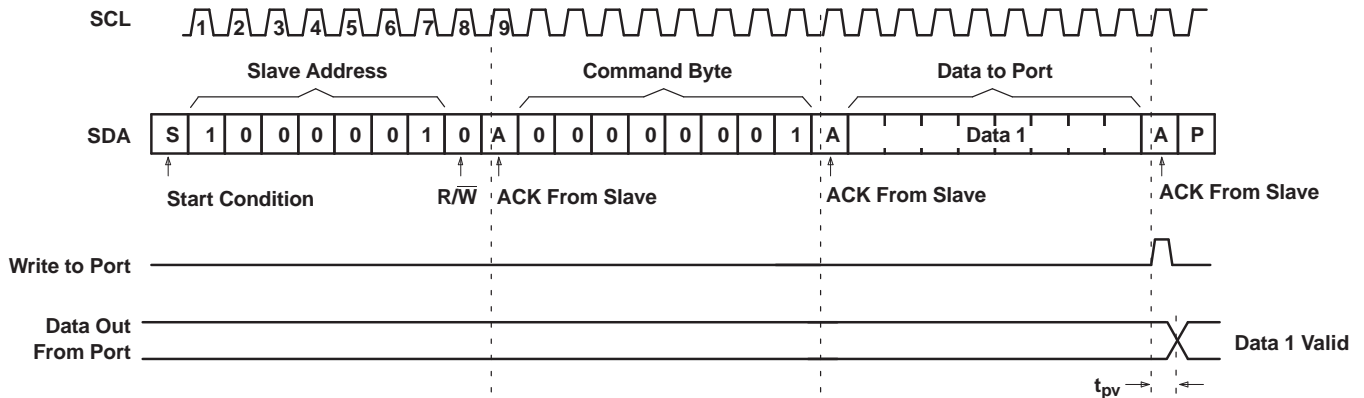 SCL 1 2 3 4 5 6 7 8 9
Slave Address Command Byte Data to Port
SDA S 1 0 0 0 0 0 1 0 A 0 0 0 0 0 0 0 1 A Data 1 A P
Start Condition R/W̅ ACK From Slave ACK From Slave ACK From Slave
Write to Port
Data Out
From Port
Data 1 Valid
tpv